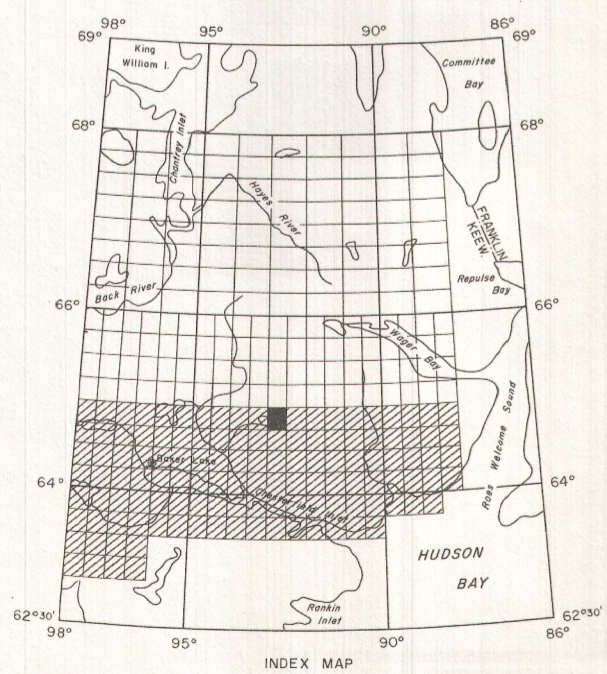 98°
95°
90°
86°
69°
69°
King
William I.
Committee
Bay
68°
68°
Chantrey Inlet
Hayes
River
FRANKLIN
KEEW.
Back River
Repulse
Bay
66°
66°
Wager Bay
Roes Welcome Sound
Baker Lake
64°
64°
Chesterfield Inlet
HUDSON
BAY
Rankin
Inlet
62°30'
62°30'
98°
95°
90°
86°
INDEX MAP